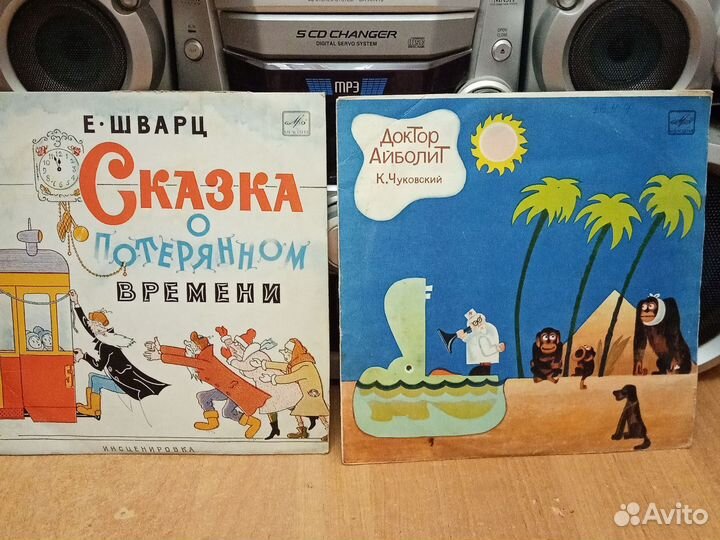 5 CD CHANGER
DIGITAL SERVO SYSTEM
MP3
Е·ШВАРЦ
СКАЗКА
О
ПОТЕРЯННОМ
ВРЕМЕНИ
ИНСЦЕНИРОВКА
ДОКТОР
АЙБОЛИТ
К. Чуковский
Avito